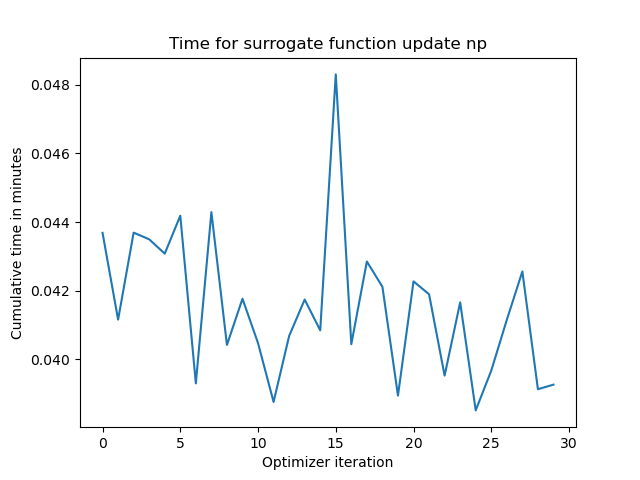 Time for surrogate function update np
Cumulative time in minutes
0.048
0.046
0.044
0.042
0.040
0 5 10 15 20 25 30
Optimizer iteration